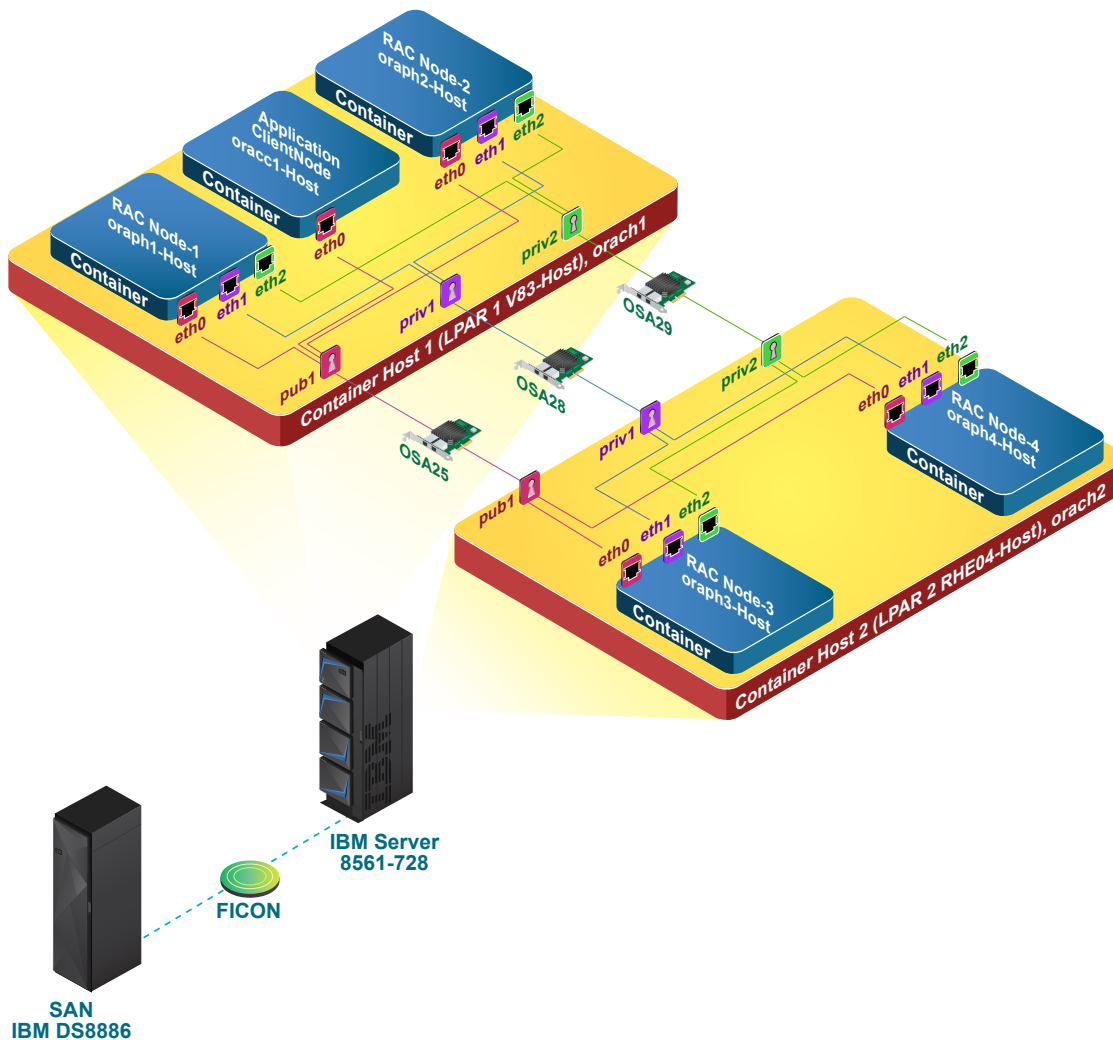 RAC Node-2
oraph2-Host
Container
eth0
eth1
eth2
Application
ClientNode
oracc1-Host
Container
eth0
RAC Node-1
oraph1-Host
Container
eth0
eth1
eth2
pub1
priv1
priv2
Container Host 1 (LPAR 1 V83-Host), orach1
OSA29
OSA28
OSA25
priv2
priv1
pub1
eth0
eth1
eth2
RAC Node-4
oraph4-Host
Container
eth0
eth1
eth2
RAC Node-3
oraph3-Host
Container
Container Host 2 (LPAR 2 RHE04-Host), orach2
IBM
IBM Server
8561-728
FICON
SAN
IBM DS8886